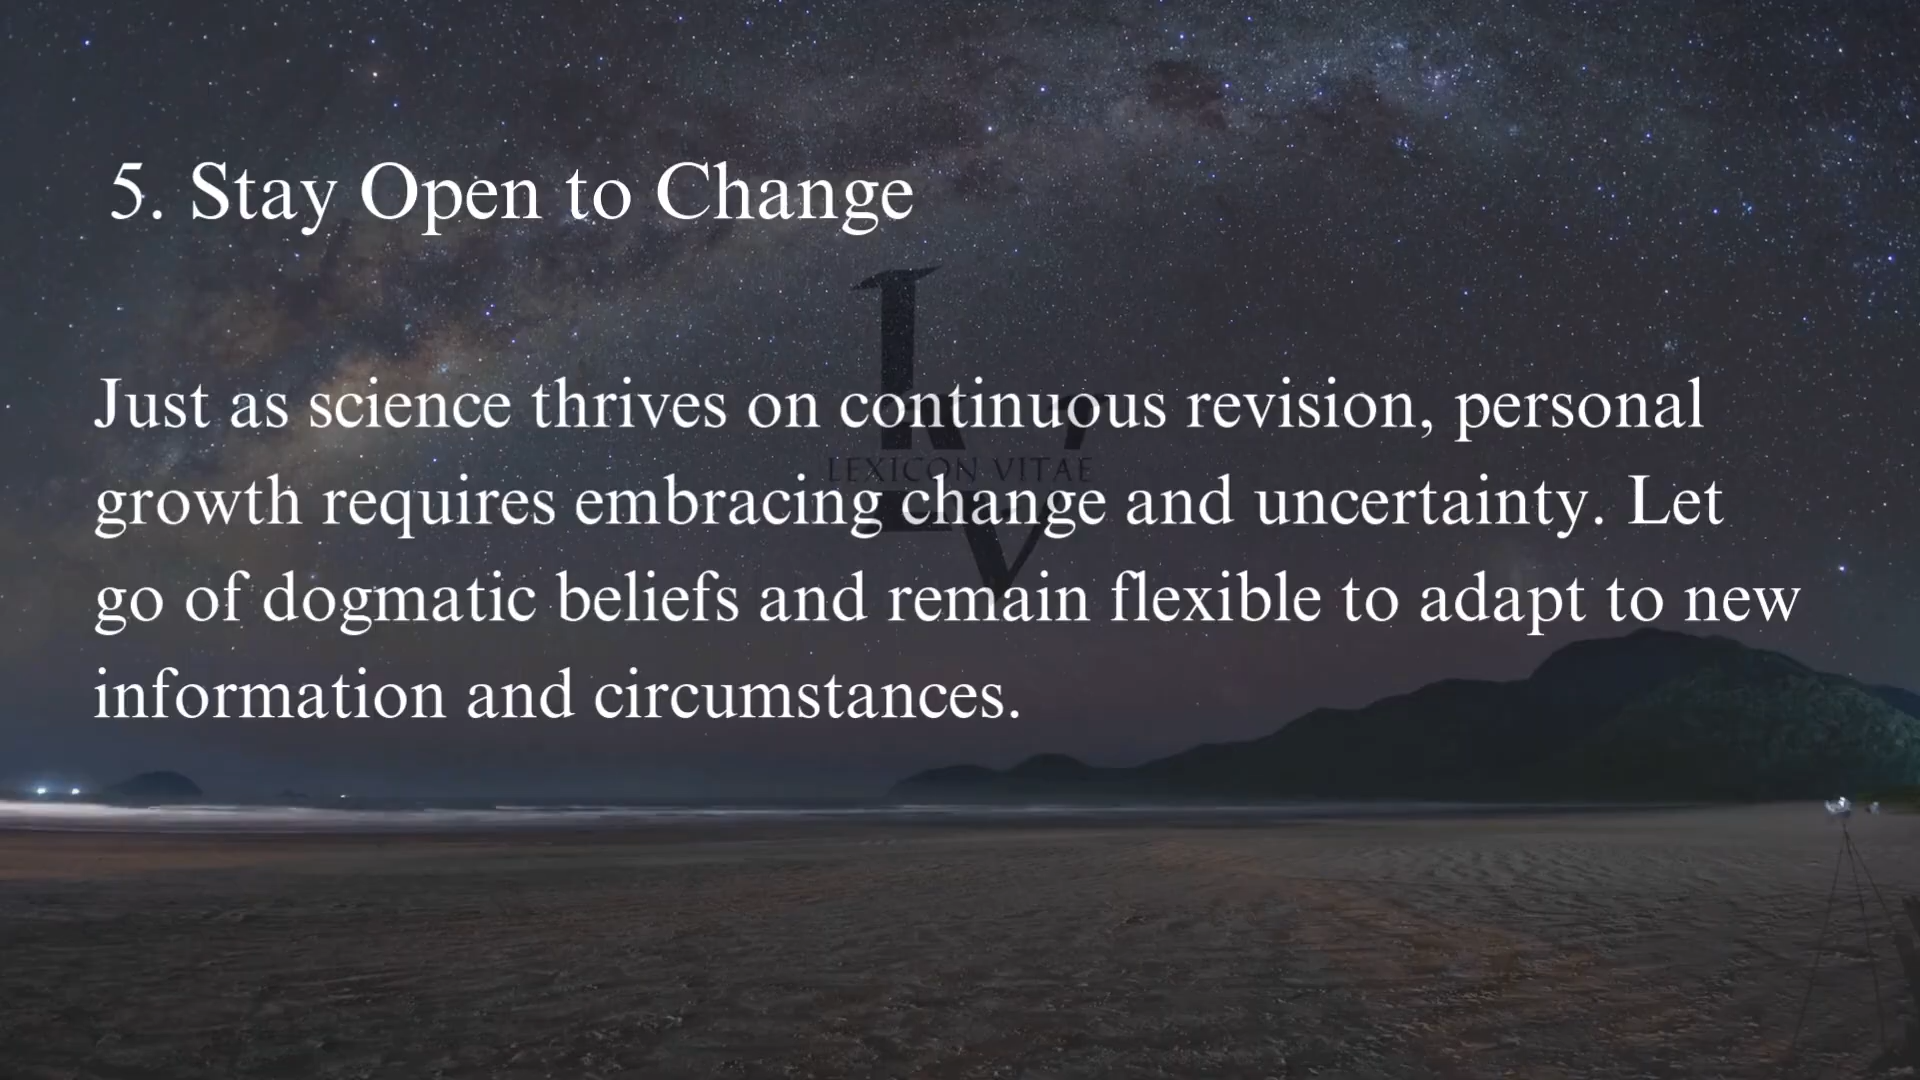 5. Stay Open to Change
Just as science thrives on continuous revision, personal
LEXICON VITAE
growth requires embracing change and uncertainty. Let
go of dogmatic beliefs and remain flexible to adapt to new
information and circumstances.